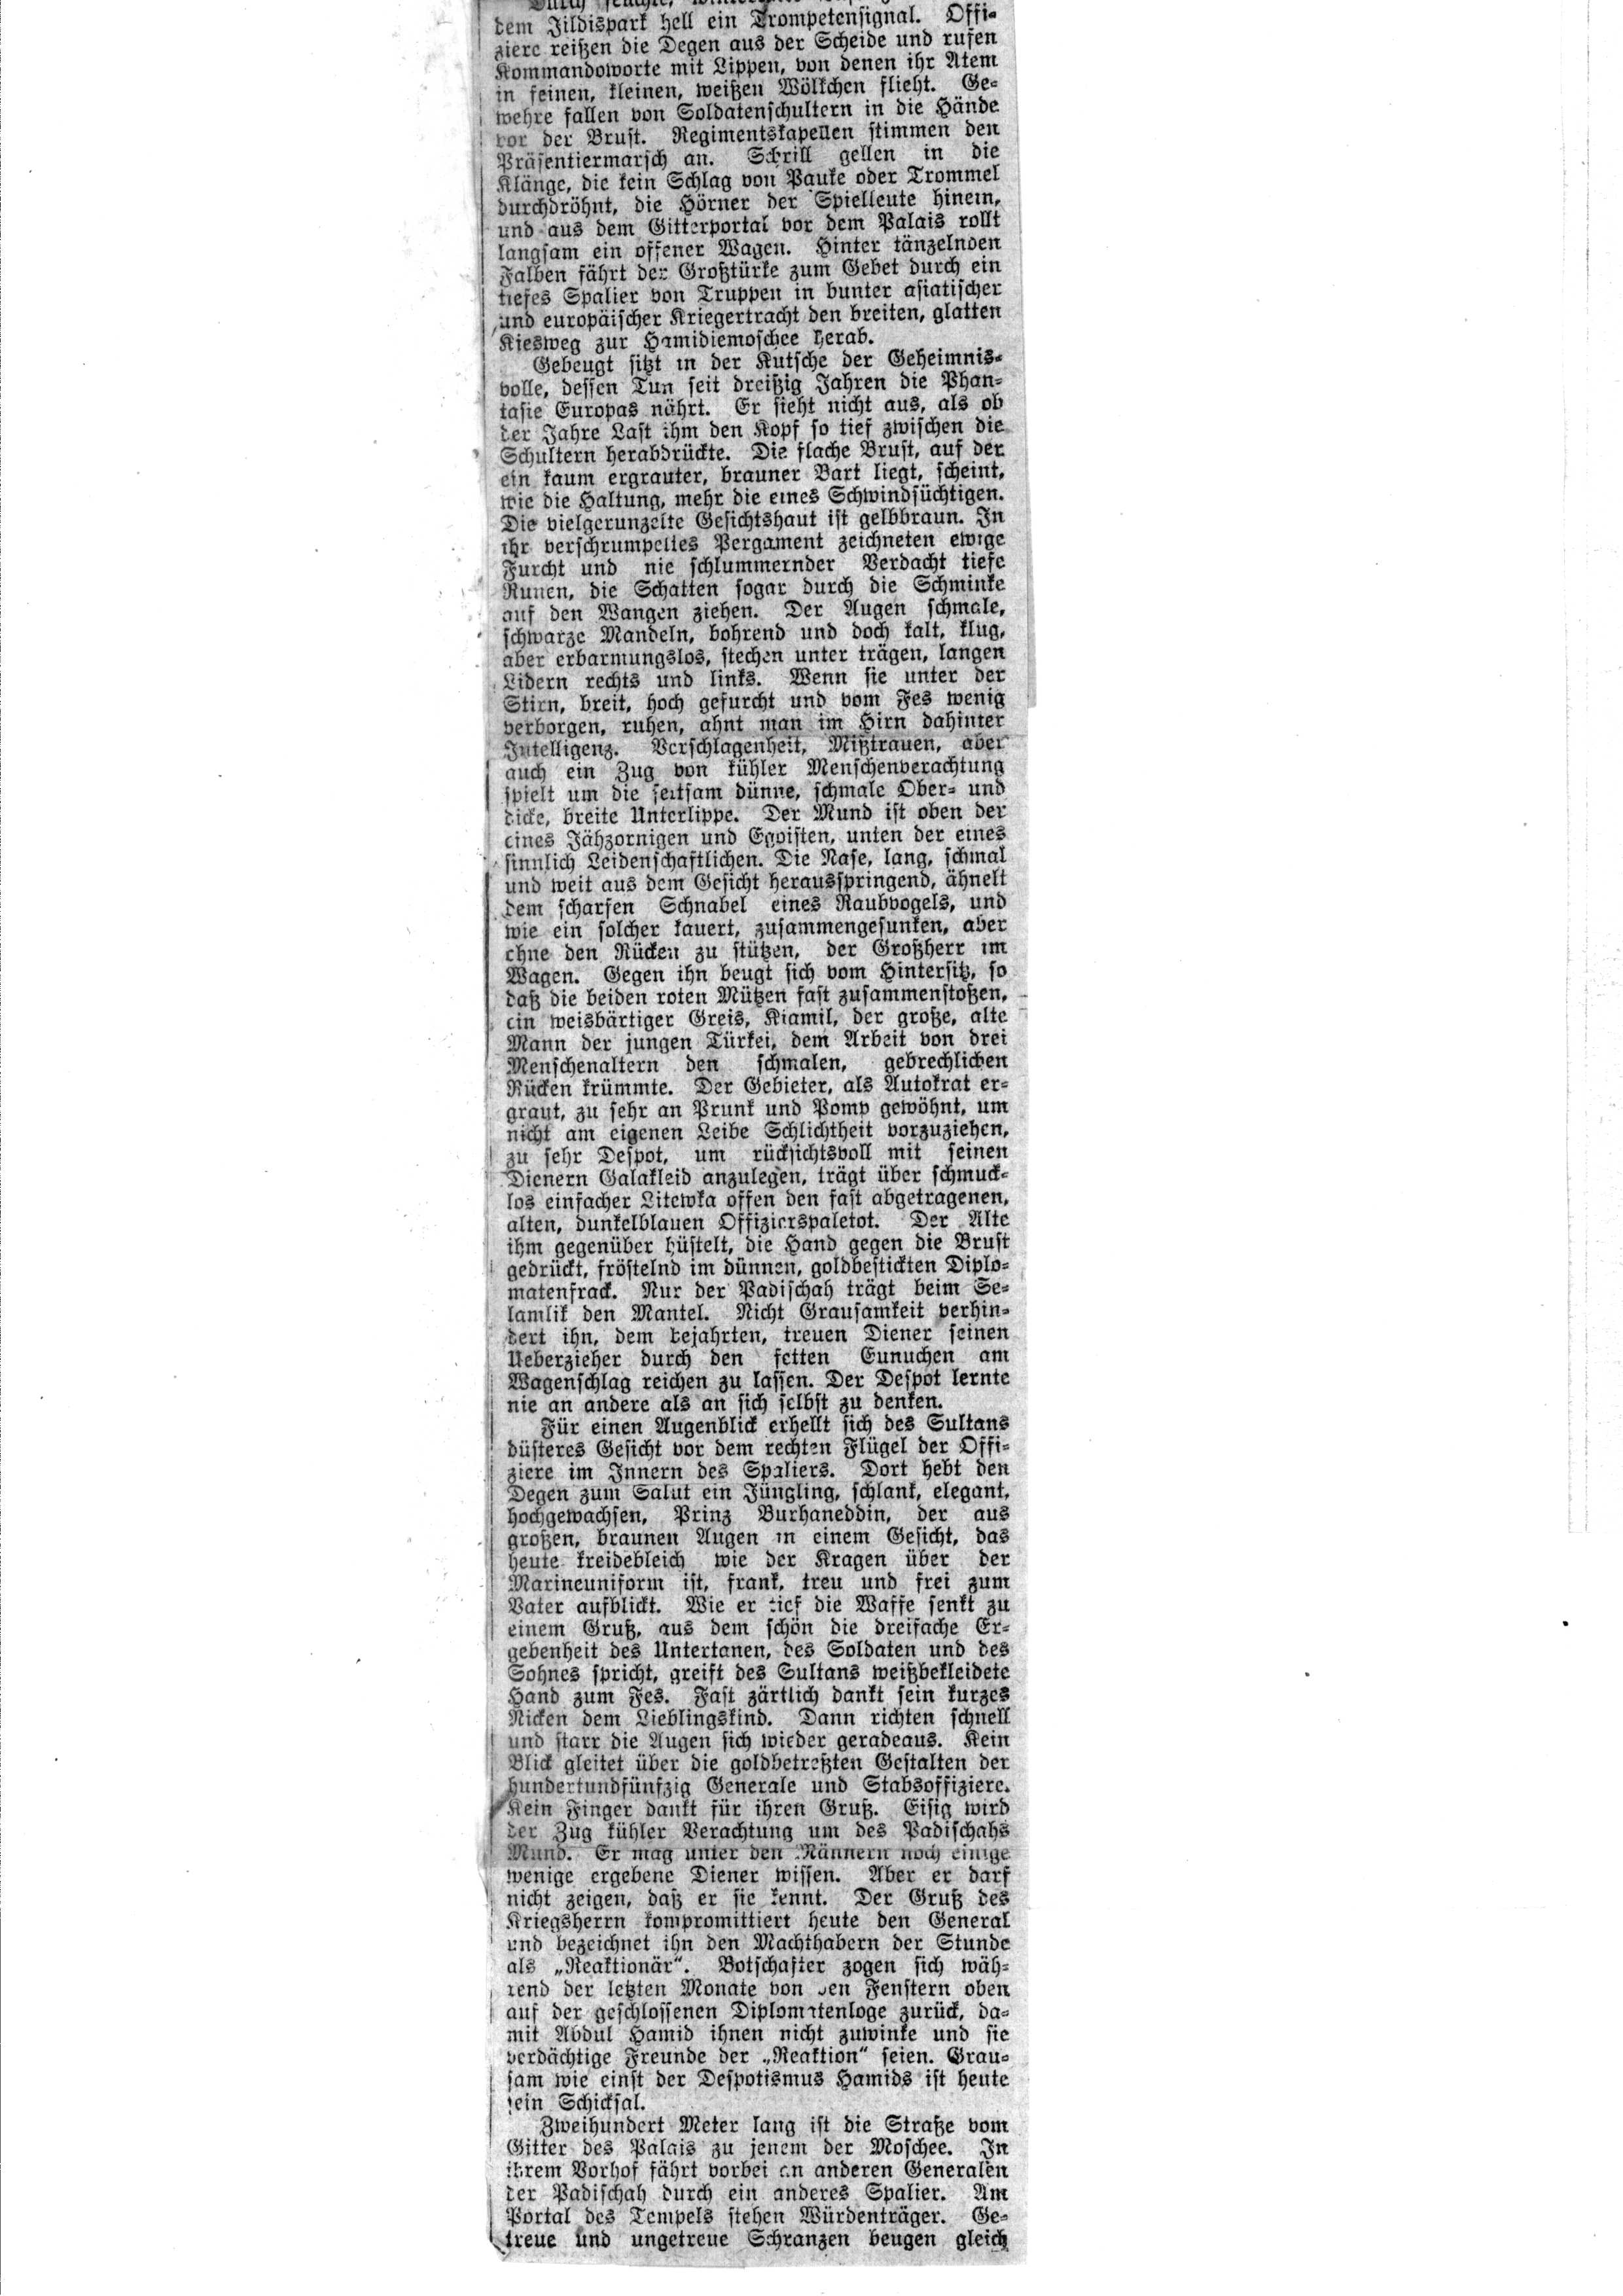 dem Jildispark hell ein Trompetensignal. Offi-
ziere reißen die Degen aus der Scheide und rufen
Kommandoworte mit Lippen, von denen ihr Atem
in feinen, kleinen, weißen Wölkchen flieht. Ge-
wehre fallen von Soldatenschultern in die Hände
vor der Brust. Regimentskapellen stimmen den
Präsentiermarsch an. Schrill gellen in die
Klänge, die kein Schlag von Pauke oder Trommel
durchdröhnt, die Hörner der Spielleute hinein,
und aus dem Gitterportal vor dem Palais rollt
langsam ein offener Wagen. Hinter tänzelnden
Falben fährt der Großtürke zum Gebet durch ein
tiefes Spalier von Truppen in bunter asiatischer
und europäischer Kriegertracht den breiten, glatten
Kiesweg zur Hamidiemoschee herab.
Gebeugt sitzt in der Kutsche der Geheimnis-
volle, dessen Tun seit dreißig Jahren die Phan-
tasie Europas nährt. Er sieht nicht aus, als ob
der Jahre Last ihm den Kopf so tief zwischen die
Schultern herabdrückte. Die flache Brust, auf der
ein kaum ergrauter, brauner Bart liegt, scheint,
wie die Haltung, mehr die eines Schwindsüchtigen.
Die vielgerunzelte Gesichtshaut ist gelbbraun. In
ihr verschrumpeltes Pergament zeichneten ewige
Furcht und nie schlummernder Verdacht tiefe
Runen, die Schatten sogar durch die Schminke
auf den Wangen ziehen. Der Augen schmale,
schwarze Mandeln, bohrend und doch kalt, klug,
aber erbarmungslos, stechen unter trägen, langen
Lidern rechts und links. Wenn sie unter der
Stirn, breit, hoch gefurcht und vom Fes wenig
verborgen, ruhen, ahnt man im Hirn dahinter
Intelligenz. Verschlagenheit, Mißtrauen, aber
auch ein Zug von kühler Menschenverachtung
spielt um die seltsam dünne, schmale Ober- und
dicke, breite Unterlippe. Der Mund ist oben der
eines Jähzornigen und Egoisten, unten der eines
sinnlich Leidenschaftlichen. Die Nase, lang, schmal
und weit aus dem Gesicht herausspringend, ähnelt
dem scharfen Schnabel eines Raubvogels, und
wie ein solcher kauert, zusammengesunken, aber
ohne den Rücken zu stützen, der Großherr im
Wagen. Gegen ihn beugt sich vom Hintersitz, so
daß die beiden roten Mützen fast zusammenstoßen,
ein weisbärtiger Greis, Kiamil, der große, alte
Mann der jungen Türkei, dem Arbeit von drei
Menschenaltern den schmalen, gebrechlichen
Rücken krümmte. Der Gebieter, als Autokrat er-
graut, zu sehr an Prunk und Pomp gewöhnt, um
nicht am eigenen Leibe Schlichtheit vorzuziehen,
zu sehr Despot, um rücksichtsvoll mit seinen
Dienern Galakleid anzulegen, trägt über schmuck-
los einfacher Litewka offen den fast abgetragenen,
alten, dunkelblauen Offizierspaletot. Der Alte
ihm gegenüber hüstelt, die Hand gegen die Brust
gedrückt, fröstelnd im dünnen, goldbestickten Diplo-
matenfrack. Nur der Padischah trägt beim Se-
lamlik den Mantel. Nicht Grausamkeit verhin-
dert ihn, dem bejahrten, treuen Diener seinen
Ueberzieher durch den fetten Eunuchen am
Wagenschlag reichen zu lassen. Der Despot lernte
nie an andere als an sich selbst zu denken.
Für einen Augenblick erhellt sich des Sultans
düsteres Gesicht vor dem rechten Flügel der Offi-
ziere im Innern des Spaliers. Dort hebt den
Degen zum Salut ein Jüngling, schlank, elegant,
hochgewachsen, Prinz Burhaneddin, der aus
großen, braunen Augen in einem Gesicht, das
heute kreidebleich wie der Kragen über der
Marineuniform ist, frank, treu und frei zum
Vater aufblickt. Wie er tief die Waffe senkt zu
einem Gruß, aus dem schön die dreifache Er-
gebenheit des Untertanen, des Soldaten und des
Sohnes spricht, greift des Sultans weißbekleidete
Hand zum Fes. Fast zärtlich dankt sein kurzes
Nicken dem Lieblingskind. Dann richten schnell
und starr die Augen sich wieder geradeaus. Kein
Blick gleitet über die goldbetreßten Gestalten der
hundertundfünfzig Generale und Stabsoffiziere.
Kein Finger dankt für ihren Gruß. Eisig wird
der Zug kühler Verachtung um des Padischahs
Mund. Er mag unter den Männern noch einige
wenige ergebene Diener wissen. Aber er darf
nicht zeigen, daß er sie kennt. Der Gruß des
Kriegsherrn kompromittiert heute den General
und bezeichnet ihn den Machthabern der Stunde
als „Reaktionär“. Botschafter zogen sich wäh-
rend der letzten Monate von den Fenstern oben
auf der geschlossenen Diplomatenloge zurück, da-
mit Abdul Hamid ihnen nicht zuwinke und sie
verdächtige Freunde der „Reaktion“ seien. Grau-
sam wie einst der Despotismus Hamids ist heute
sein Schicksal.
Zweihundert Meter lang ist die Straße vom
Gitter des Palais zu jenem der Moschee. In
ihrem Vorhof fährt vorbei an anderen Generalen
der Padischah durch ein anderes Spalier. Am
Portal des Tempels stehen Würdenträger. Ge-
treue und ungetreue Schranzen beugen gleich